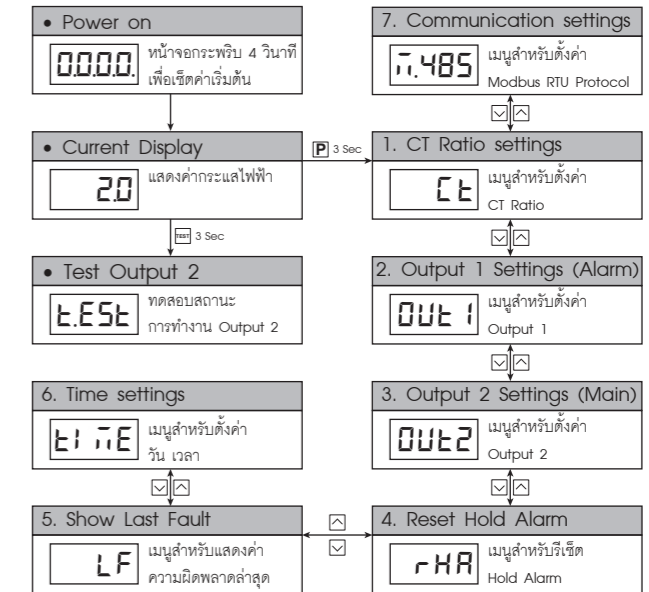 • Power on
0.0.0.0.
หน้าจอกระพริบ 4 วินาที
เพื่อเซ็ตค่าเริ่มต้น
• Current Display
2.0
แสดงค่ากระแสไฟฟ้า
P 3 Sec
TEST 3 Sec
• Test Output 2
t.ESt
ทดสอบสถานะ
การทำงาน Output 2
7. Communication settings
m.485
เมนูสำหรับตั้งค่า
Modbus RTU Protocol
1. CT Ratio settings
Ct
เมนูสำหรับตั้งค่า
CT Ratio
2. Output 1 Settings (Alarm)
OUt 1
เมนูสำหรับตั้งค่า
Output 1
3. Output 2 Settings (Main)
OUt2
เมนูสำหรับตั้งค่า
Output 2
4. Reset Hold Alarm
rHA
เมนูสำหรับรีเซ็ต
Hold Alarm
5. Show Last Fault
LF
เมนูสำหรับแสดงค่า
ความผิดพลาดล่าสุด
6. Time settings
tImE
เมนูสำหรับตั้งค่า
วัน เวลา